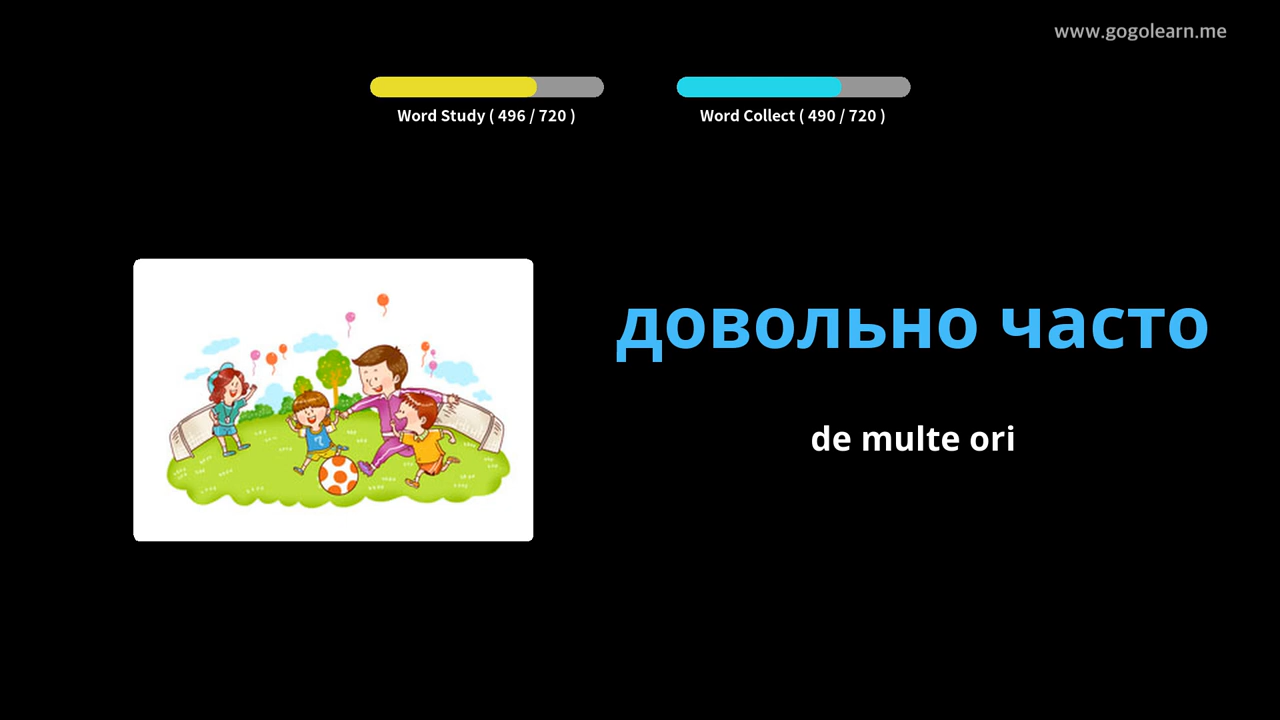 www.gogolearn.me
Word Study ( 496 / 720 )
Word Collect ( 490 / 720 )
довольно часто
de multe ori